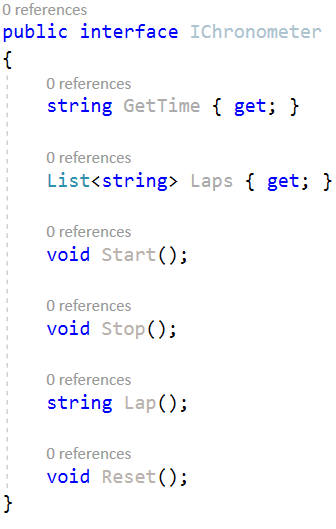 0 references
public interface IChronometer
{
0 references
string GetTime { get; }
0 references
List<string> Laps { get; }
0 references
void Start();
0 references
void Stop();
0 references
string Lap();
0 references
void Reset();
}